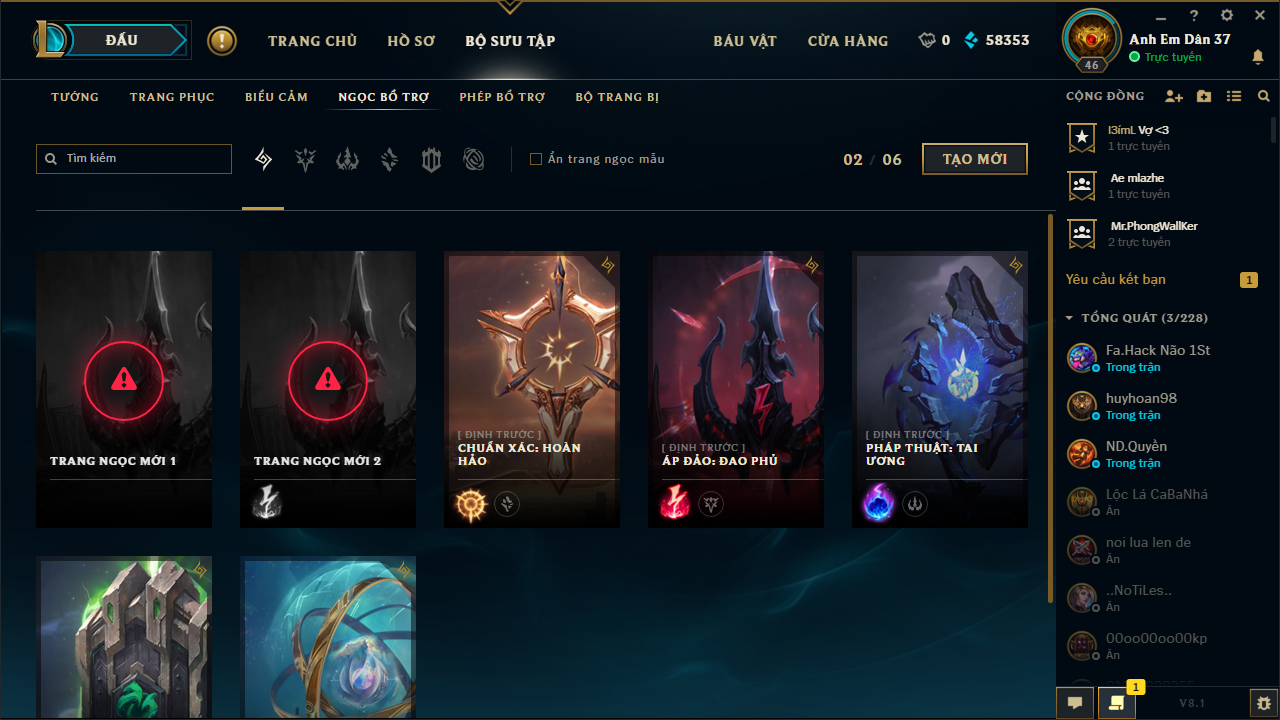 ĐẤU
TRANG CHỦ
HỒ SƠ
BỘ SƯU TẬP
BÁU VẬT
CỬA HÀNG
0
58353
46
Anh Em Dân 37
Trực tuyến
TƯỚNG
TRANG PHỤC
BIỂU CẢM
NGỌC BỔ TRỢ
PHÉP BỔ TRỢ
BỘ TRANG BỊ
CỘNG ĐỒNG
Tìm kiếm
Ẩn trang ngọc mẫu
02 / 06
TẠO MỚI
TRANG NGỌC MỚI 1
TRANG NGỌC MỚI 2
[ ĐỊNH TRƯỚC ]
CHUẨN XÁC: HOÀN
HẢO
[ ĐỊNH TRƯỚC ]
ÁP ĐẢO: ĐAO PHỦ
[ ĐỊNH TRƯỚC ]
PHÁP THUẬT: TAI
ƯƠNG
I3ímL Vợ <3
1 trực tuyến
Ae mlazhe
1 trực tuyến
Mr.PhongWallKer
2 trực tuyến
Yêu cầu kết bạn
1
TỔNG QUÁT (3/228)
Fa.Hack Não 1St
Trong trận
huyhoan98
Trong trận
ND.Quyền
Trong trận
Lộc Lá CaBaNhá
Ẩn
noi lua len de
Ẩn
..NoTiLes..
Ẩn
00oo00oo00kp
Ẩn
1
V8.1